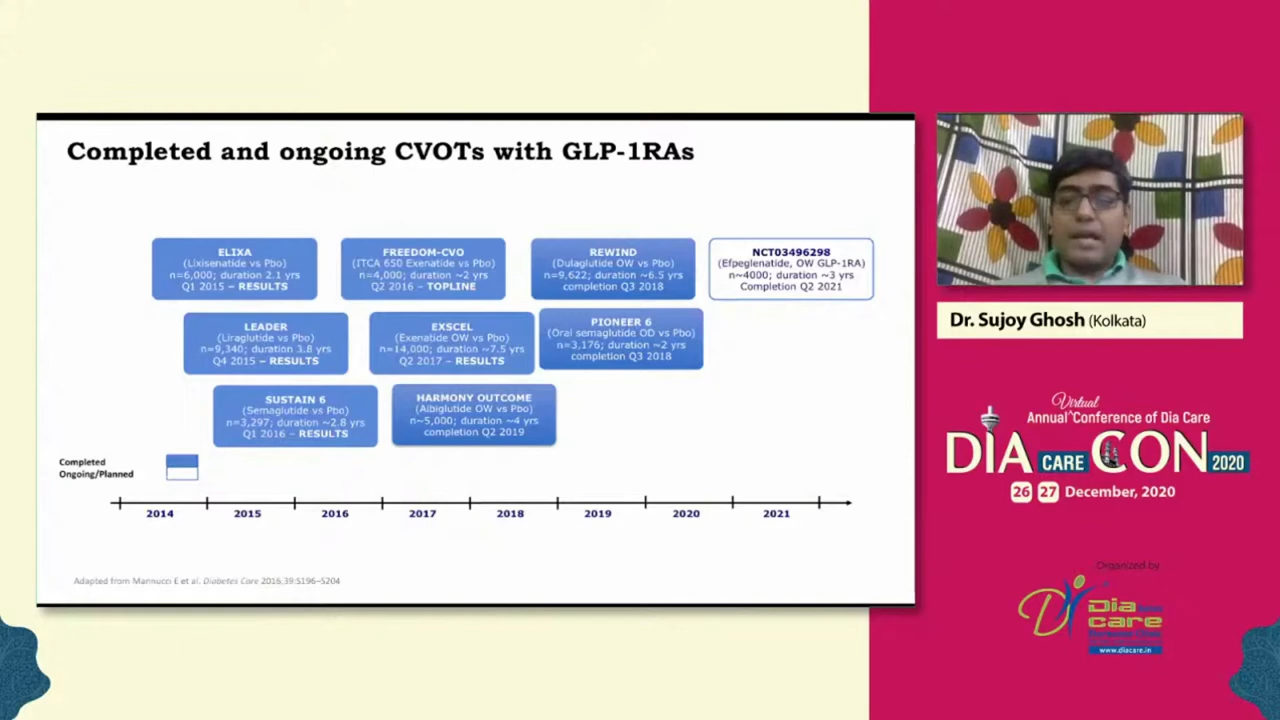 Completed and ongoing CVOTs with GLP-1RAs
ELIXA
(Lixisenatide vs Pbo)
n=6,000; duration 2.1 yrs
Q1 2015 – RESULTS
FREEDOM-CVO
(ITCA 650 Exenatide vs Pbo)
n=4,000; duration ~2 yrs
Q2 2016 – TOPLINE
REWIND
(Dulaglutide OW vs Pbo)
n=9,622; duration ~6.5 yrs
completion Q3 2018
NCT03496298
(Efpeglenatide, OW GLP-1RA)
n~4000; duration ~3 yrs
Completion Q2 2021
LEADER
(Liraglutide vs Pbo)
n=9,340; duration 3.8 yrs
Q4 2015 – RESULTS
EXSCEL
(Exenatide OW vs Pbo)
n=14,000; duration ~7.5 yrs
Q2 2017 – RESULTS
PIONEER 6
(Oral semaglutide OD vs Pbo)
n=3,176; duration ~2 yrs
completion Q3 2018
SUSTAIN 6
(Semaglutide vs Pbo)
n=3,297; duration ~2.8 yrs
Q1 2016 – RESULTS
HARMONY OUTCOME
(Albiglutide OW vs Pbo)
n~5,000; duration ~4 yrs
completion Q2 2019
Completed
Ongoing/Planned
2014 2015 2016 2017 2018 2019 2020 2021
Adapted from Mannucci E et al. Diabetes Care 2016;39:S196–S204
Dr. Sujoy Ghosh (Kolkata)
Virtual
Annual^Conference of Dia Care
DIA CARE CON 2020
26 27 December, 2020
Organized by
Dia
care
www.diacare.in